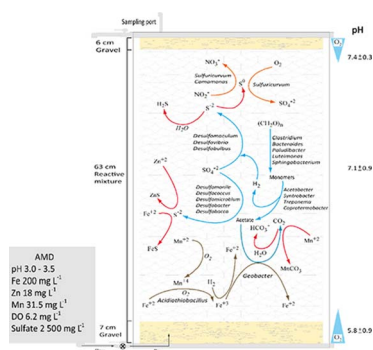 Sampling port
pH
6 cm
Gravel
O₂
7.4±0.3
NO3⁺
O2
Sulfuricurvum
Comamonas
S⁰
Sulfuricurvum
NO2⁺
SO4⁺²
H2S
S⁻²
H2O
(CH2O)n
Desulfomaculum
Desulfovibrio
Desulfobulbus
Clostridium
Bacteroides
Paludibacter
Luteimonas
Sphingobacterium
63 cm
Reactive
mixture
7.1±0.9
Zn⁺²
SO4⁻²
Monomers
H2
Acetobacter
Syntrobacter
Treponema
Coprotermobacter
Desulfomonile
Desulfococcus
Desulfomicrobium
Desulfobacter
Desulfobacca
ZnS
Fe⁺²
S⁻²
Acetate
CO2
HCO3⁻
FeS
Mn⁺²
O2
Fe⁺²
H2O
Mn⁺²
Geobacter
MnCO3
Mn⁺⁴
O2
H2
Acidithiobacillus
Fe⁺²
Fe⁺³
Fe⁺²
7 cm
Gravel
5.8±0.9
O₂
AMD
pH 3.0 - 3.5
Fe 200 mg L⁻¹
Zn 18 mg L⁻¹
Mn 31.5 mg L⁻¹
DO 6.2 mg L⁻¹
Sulfate 2 500 mg L⁻¹